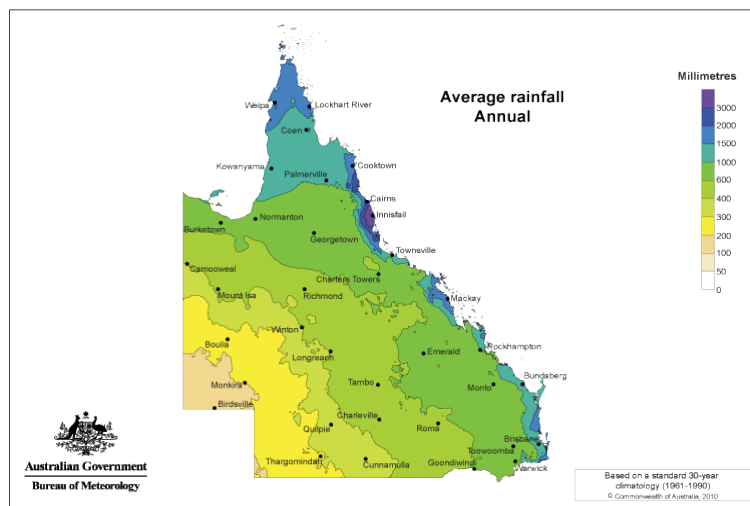 Average rainfall
Annual
Millimetres
3000
2000
1500
1000
600
400
300
200
100
50
0
Weipa
Lockhart River
Coen
Kowanyama
Cooktown
Palmerville
Cairns
Innisfail
Normanton
Burketown
Georgetown
Townsville
Camooweal
Charters Towers
Mount Isa
Richmond
Mackay
Winton
Boulia
Longreach
Emerald
Rockhampton
Monkira
Tambo
Monto
Bundaberg
Birdsville
Charleville
Quilpie
Roma
Brisbane
Toowoomba
Thargomindah
Cunnamulla
Goondiwindi
Warwick
Australian Government
Bureau of Meteorology
Based on a standard 30-year
climatology (1961-1990)
© Commonwealth of Australia, 2010